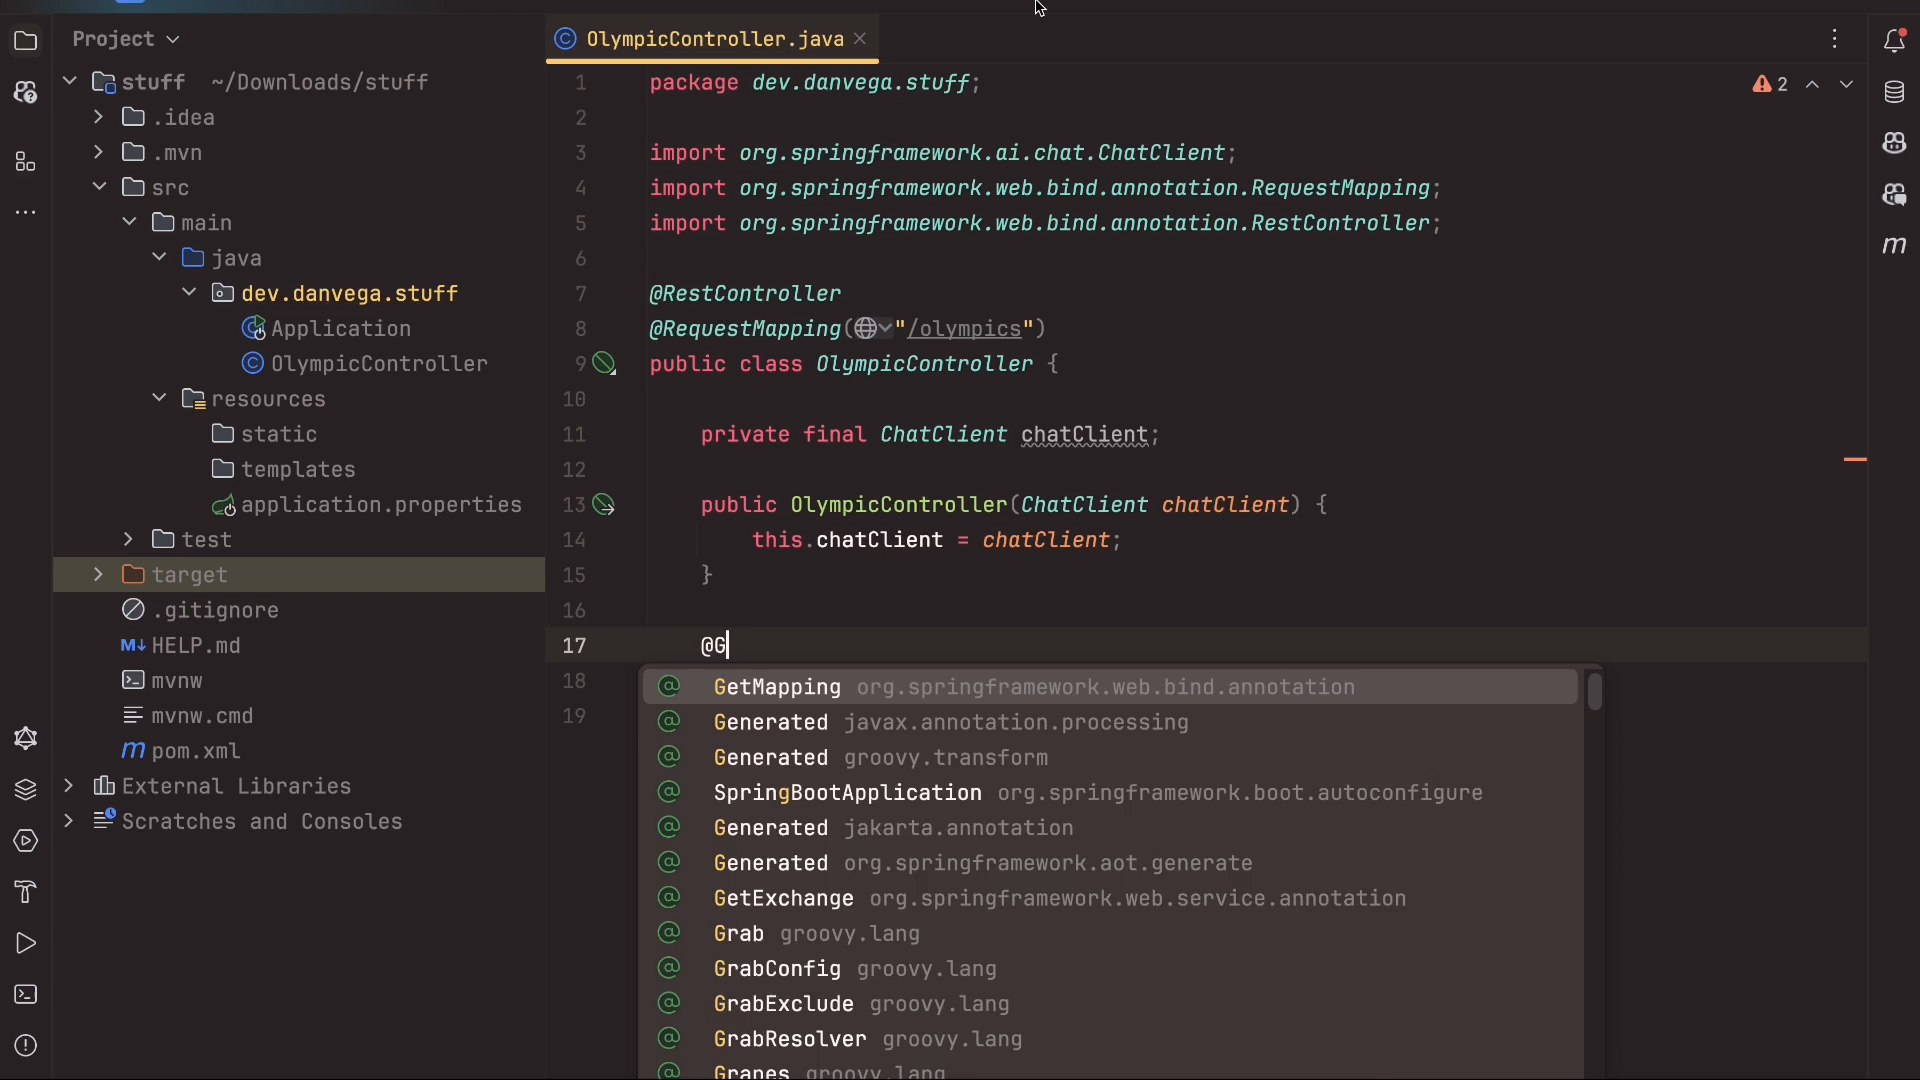 Project
stuff ~/Downloads/stuff
.idea
.mvn
src
main
java
dev.danvega.stuff
Application
OlympicController
resources
static
templates
application.properties
test
target
.gitignore
M↓ HELP.md
mvnw
mvnw.cmd
m pom.xml
External Libraries
Scratches and Consoles
OlympicController.java
2
1 package dev.danvega.stuff;
2
3 import org.springframework.ai.chat.ChatClient;
4 import org.springframework.web.bind.annotation.RequestMapping;
5 import org.springframework.web.bind.annotation.RestController;
6
7 @RestController
8 @RequestMapping("/olympics")
9 public class OlympicController {
10
11 private final ChatClient chatClient;
12
13 public OlympicController(ChatClient chatClient) {
14 this.chatClient = chatClient;
15 }
16
17 @G
18
19
GetMapping org.springframework.web.bind.annotation
Generated javax.annotation.processing
Generated groovy.transform
SpringBootApplication org.springframework.boot.autoconfigure
Generated jakarta.annotation
Generated org.springframework.aot.generate
GetExchange org.springframework.web.service.annotation
Grab groovy.lang
GrabConfig groovy.lang
GrabExclude groovy.lang
GrabResolver groovy.lang
Grapes groovy.lang
m